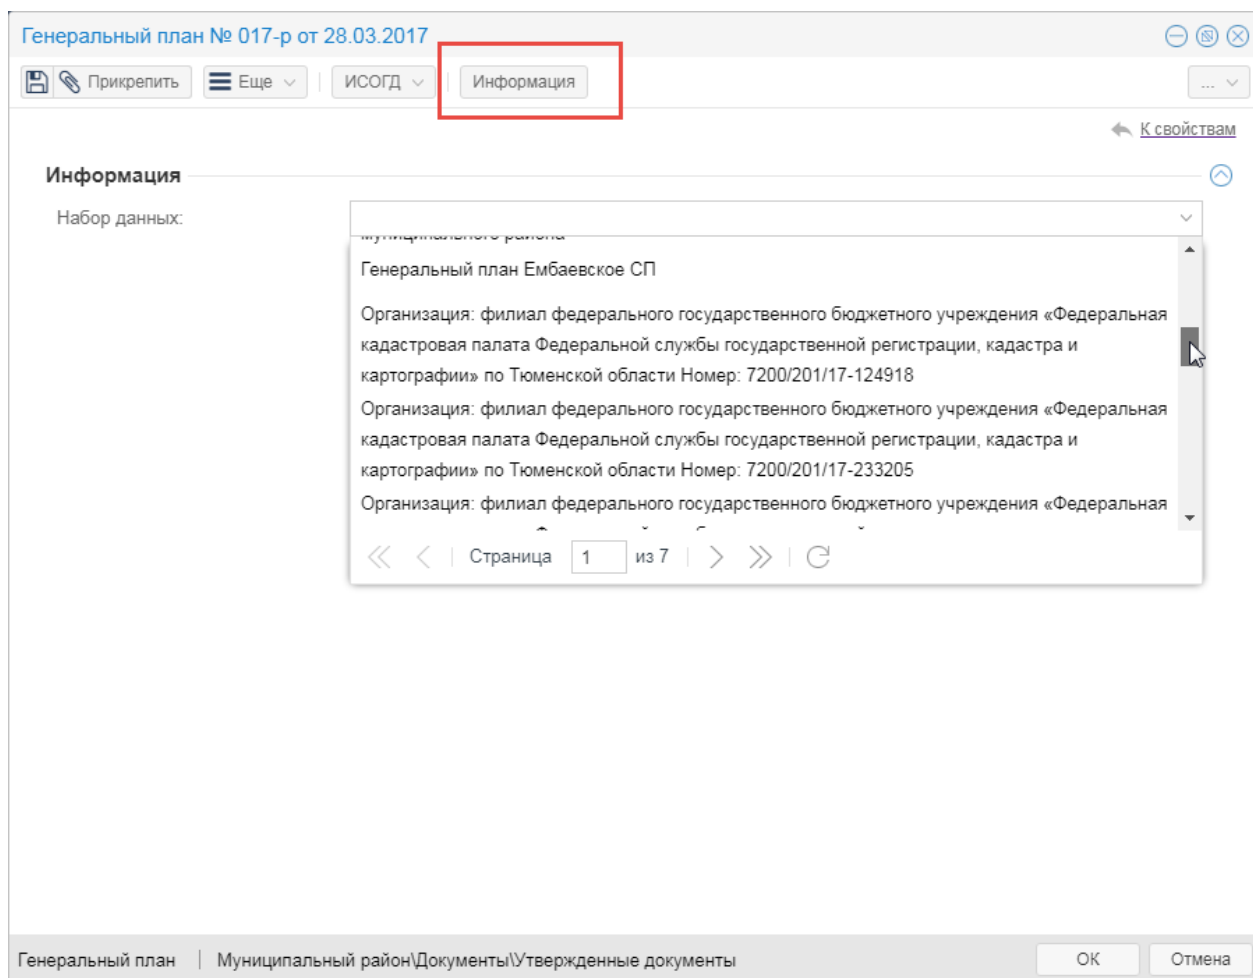 Генеральный план № 017-р от 28.03.2017
Прикрепить Еще ИСОГД Информация ...
К свойствам
Информация
Набор данных:
муниципального района
Генеральный план Ембаевское СП
Организация: филиал федерального государственного бюджетного учреждения «Федеральная
кадастровая палата Федеральной службы государственной регистрации, кадастра и
картографии» по Тюменской области Номер: 7200/201/17-124918
Организация: филиал федерального государственного бюджетного учреждения «Федеральная
кадастровая палата Федеральной службы государственной регистрации, кадастра и
картографии» по Тюменской области Номер: 7200/201/17-233205
Организация: филиал федерального государственного бюджетного учреждения «Федеральная
Страница 1 из 7
Генеральный план | Муниципальный район\Документы\Утвержденные документы ОК Отмена